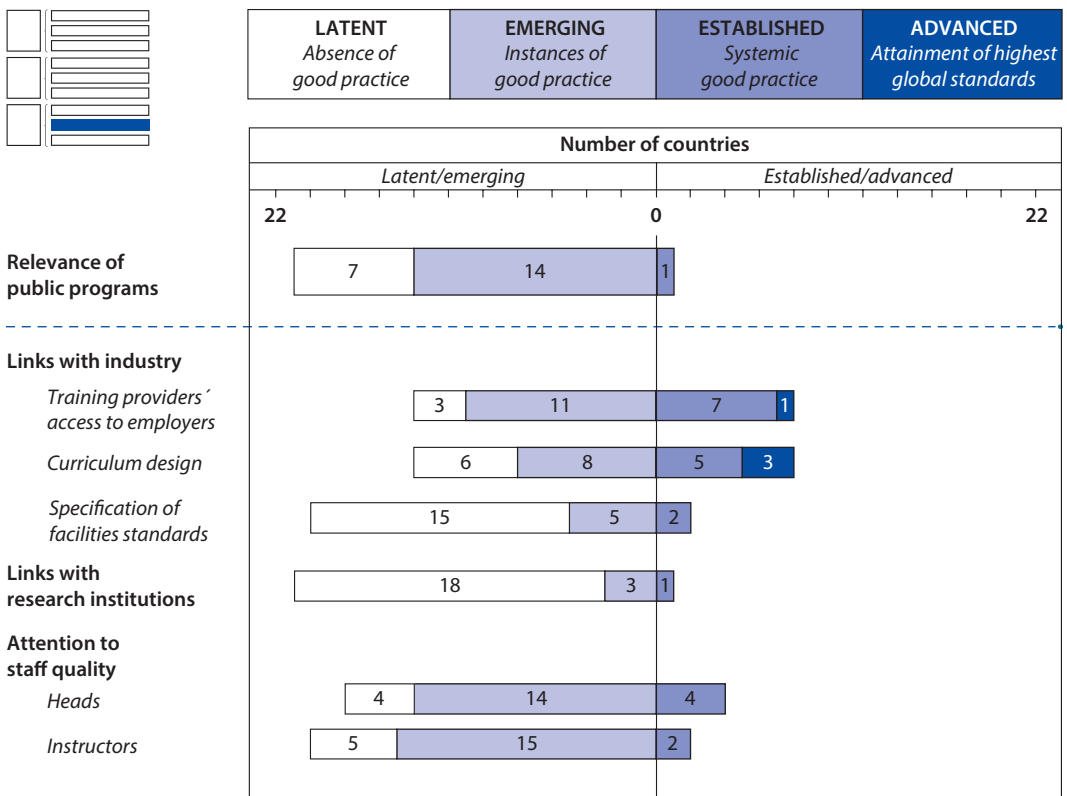 LATENT
Absence of
good practice
EMERGING
Instances of
good practice
ESTABLISHED
Systemic
good practice
ADVANCED
Attainment of highest
global standards
Number of countries
Latent/emerging
Established/advanced
22
0
22
Relevance of
public programs
7
14
1
Links with industry
Training providers´
access to employers
3
11
7
1
Curriculum design
6
8
5
3
Specification of
facilities standards
15
5
2
Links with
research institutions
18
3
1
Attention to
staff quality
Heads
4
14
4
Instructors
5
15
2